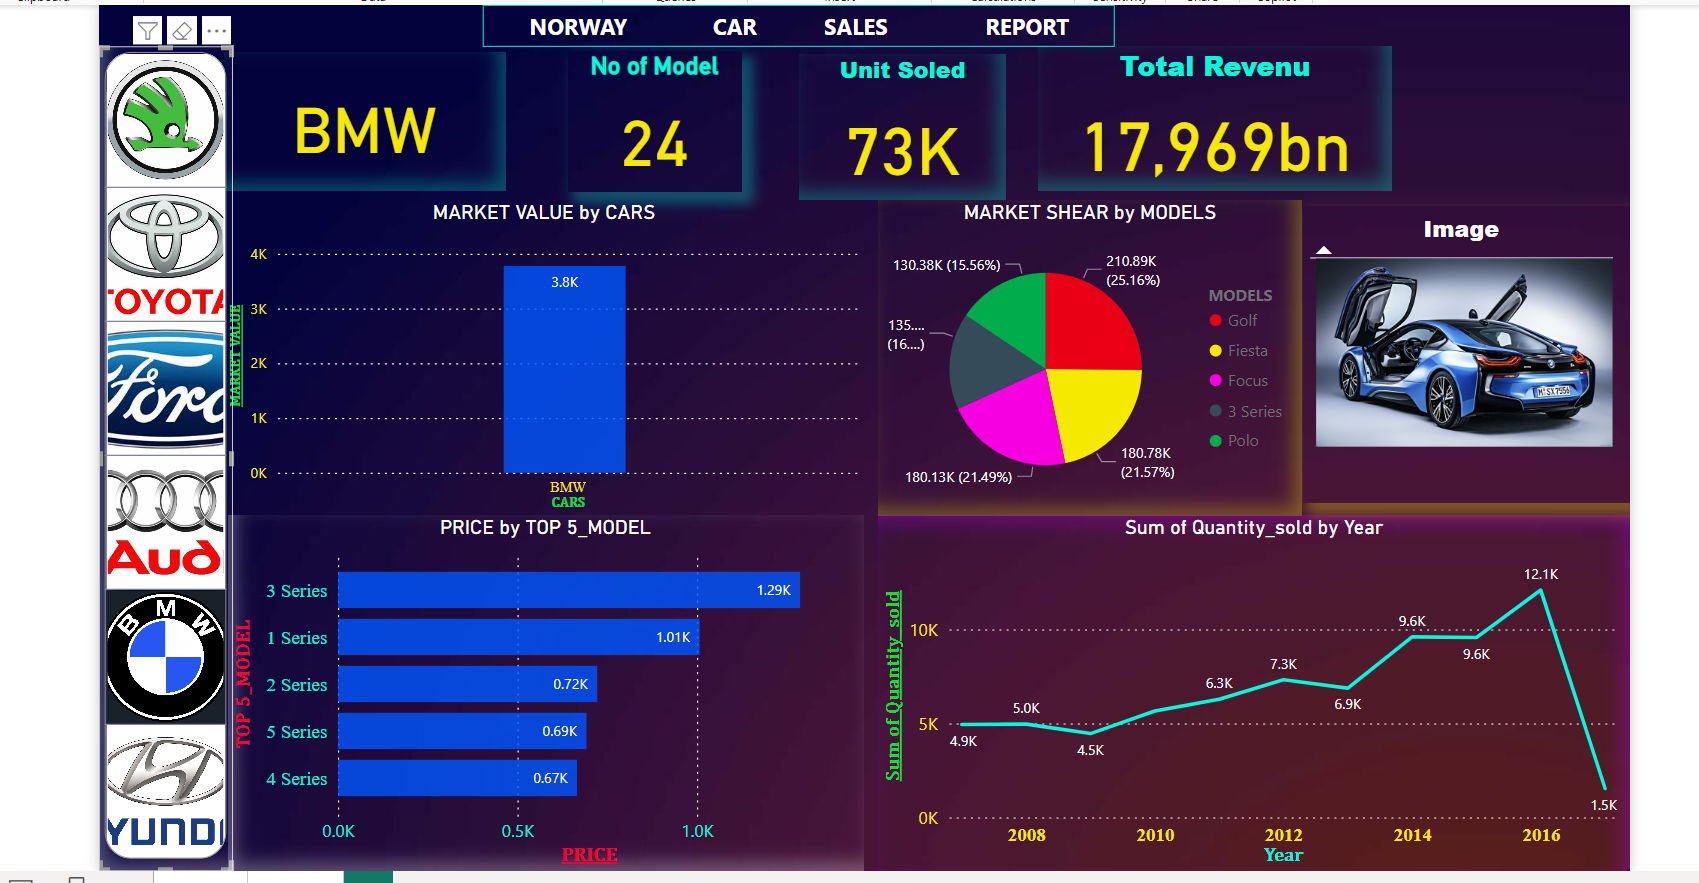 NORWAY CAR SALES REPORT
BMW
No of Model
24
Unit Soled
73K
Total Revenu
17,969bn
TOYOTA
Ford
Audi
BMW
YUNDI
MARKET VALUE by CARS
MARKET VALUE
4K
3K
2K
1K
0K
3.8K
BMW
CARS
MARKET SHEAR by MODELS
130.38K (15.56%)
210.89K
(25.16%)
135....
(16....)
180.13K (21.49%)
180.78K
(21.57%)
MODELS
Golf
Fiesta
Focus
3 Series
Polo
Image
M:SX 7956
PRICE by TOP 5_MODEL
TOP 5_MODEL
3 Series
1.29K
1 Series
1.01K
2 Series
0.72K
5 Series
0.69K
4 Series
0.67K
0.0K
0.5K
1.0K
PRICE
Sum of Quantity_sold by Year
Sum of Quantity_sold
10K
5K
0K
4.9K
5.0K
4.5K
6.3K
7.3K
6.9K
9.6K
9.6K
12.1K
1.5K
2008
2010
2012
2014
2016
Year